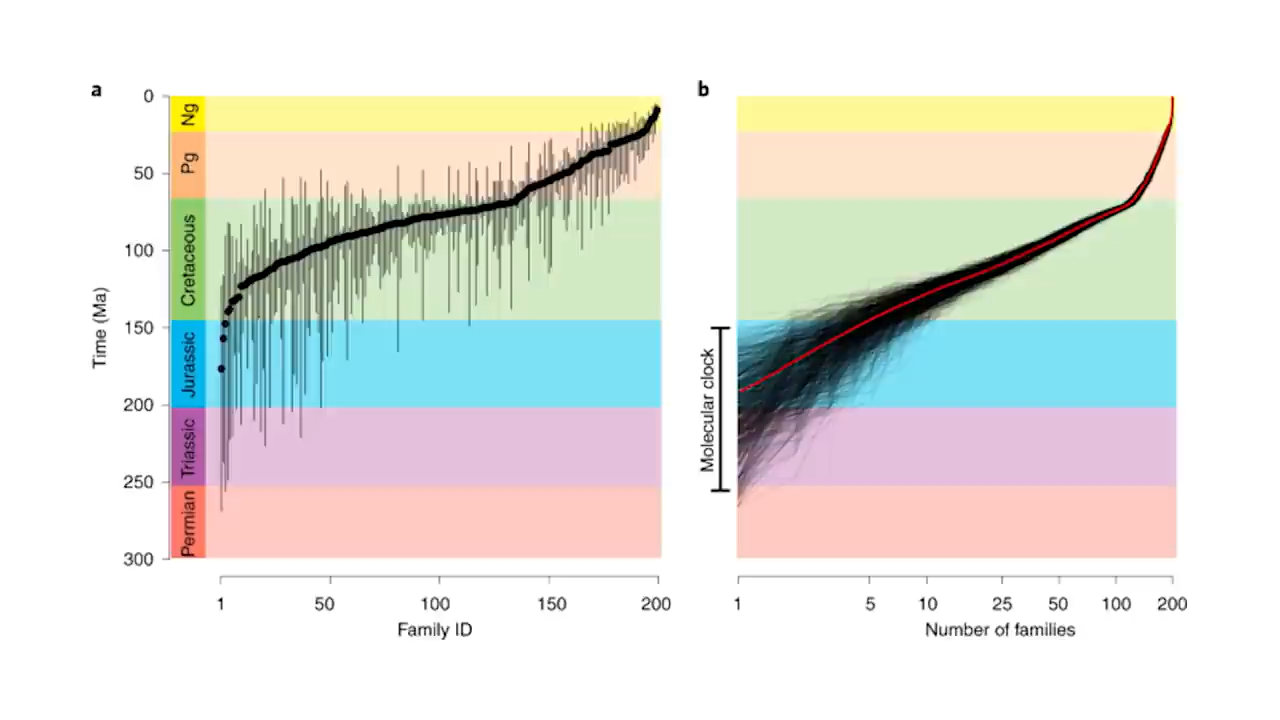 a
0
50
100
150
200
250
300
Time (Ma)
Ng
Pg
Cretaceous
Jurassic
Triassic
Permian
1 50 100 150 200
Family ID
b
Molecular clock
1 5 10 25 50 100 200
Number of families